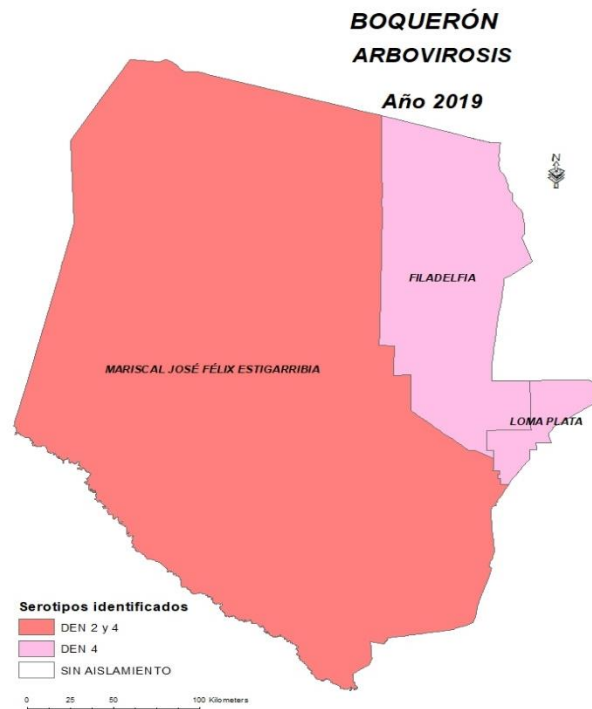 BOQUERÓN
ARBOVIROSIS
Año 2019
N
FILADELFIA
MARISCAL JOSÉ FÉLIX ESTIGARRIBIA
LOMA PLATA
Serotipos identificados
DEN 2 y 4
DEN 4
SIN AISLAMIENTO
0 25 50 100 Kilometers